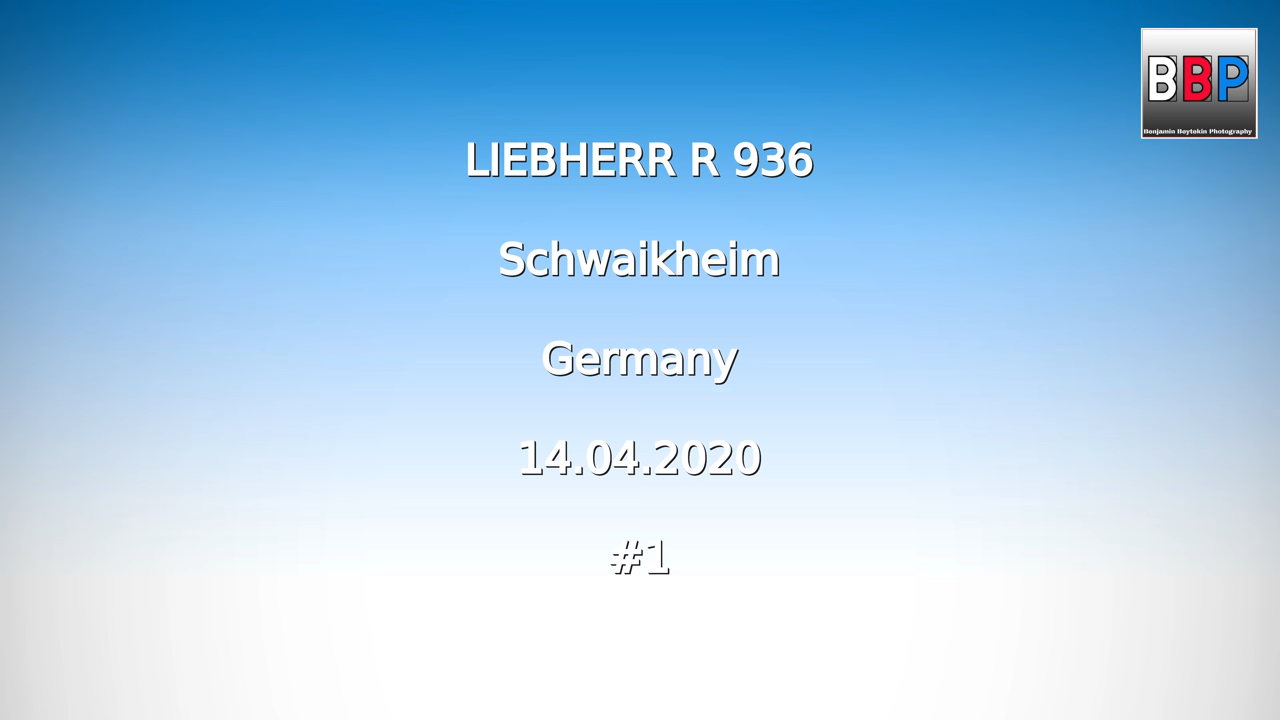 BBP
Benjamin Beytekin Photography
LIEBHERR R 936
Schwaikheim
Germany
14.04.2020
#1